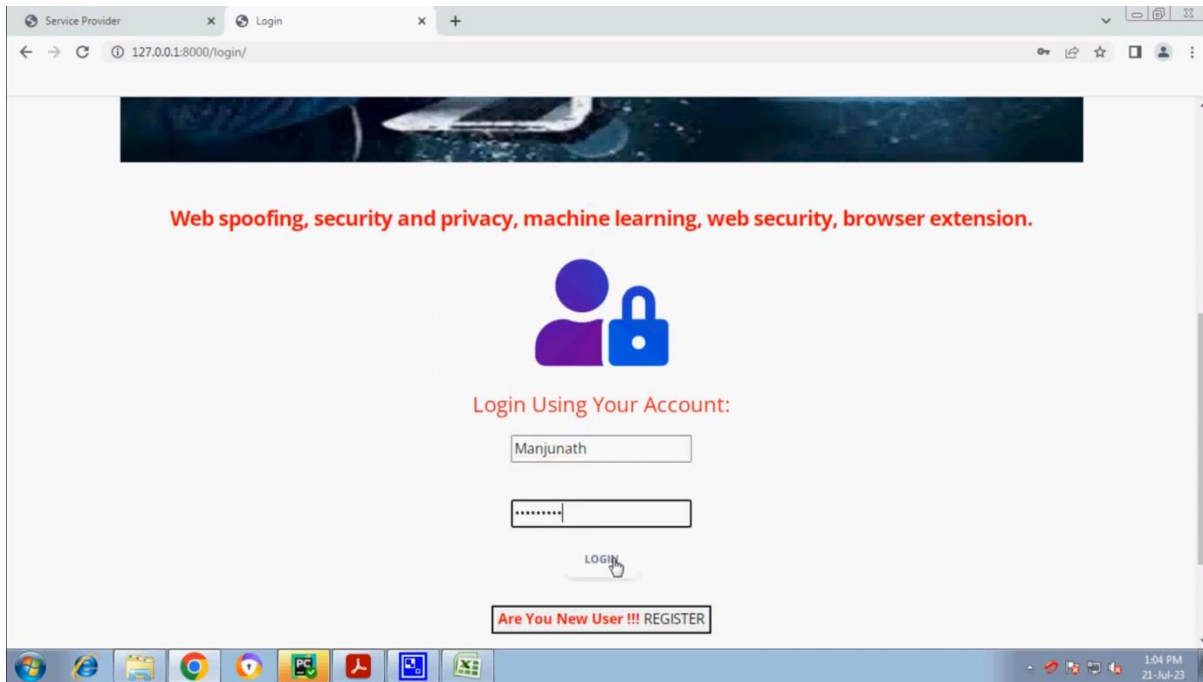 Service Provider
Login
127.0.0.1:8000/login/
Web spoofing, security and privacy, machine learning, web security, browser extension.
Login Using Your Account:
Manjunath
•••••••••
LOGIN
Are You New User !!! REGISTER
PC
1:04 PM
21-Jul-23